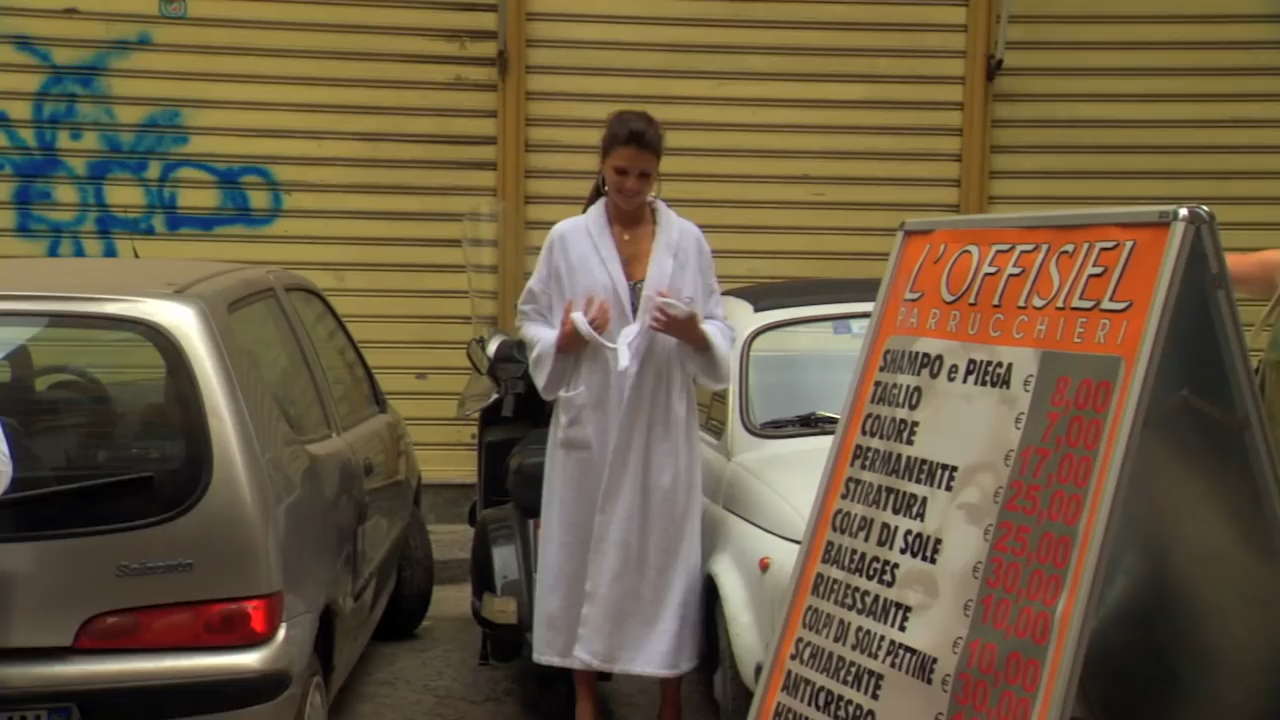 L'OFFISIEL
PARRUCCHIERI
SHAMPO e PIEGA € 8,00
TAGLIO € 7,00
COLORE € 17,00
PERMANENTE € 25,00
STIRATURA € 25,00
COLPI DI SOLE € 30,00
BALEAGES € 10,00
RIFLESSANTE € 10,00
COLPI DI SOLE PETTINE € 30,00
SCHIARENTE
ANTICRESPO
Seicento